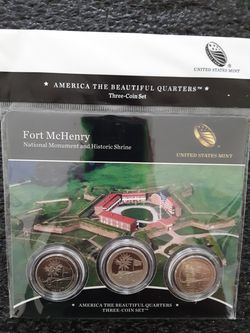 UNITED STATES MINT
★ AMERICA THE BEAUTIFUL QUARTERS™ ★
Three-Coin Set
Fort McHenry
National Monument and Historic Shrine
UNITED STATES MINT
AMERICA THE BEAUTIFUL QUARTERS
THREE-COIN SET™